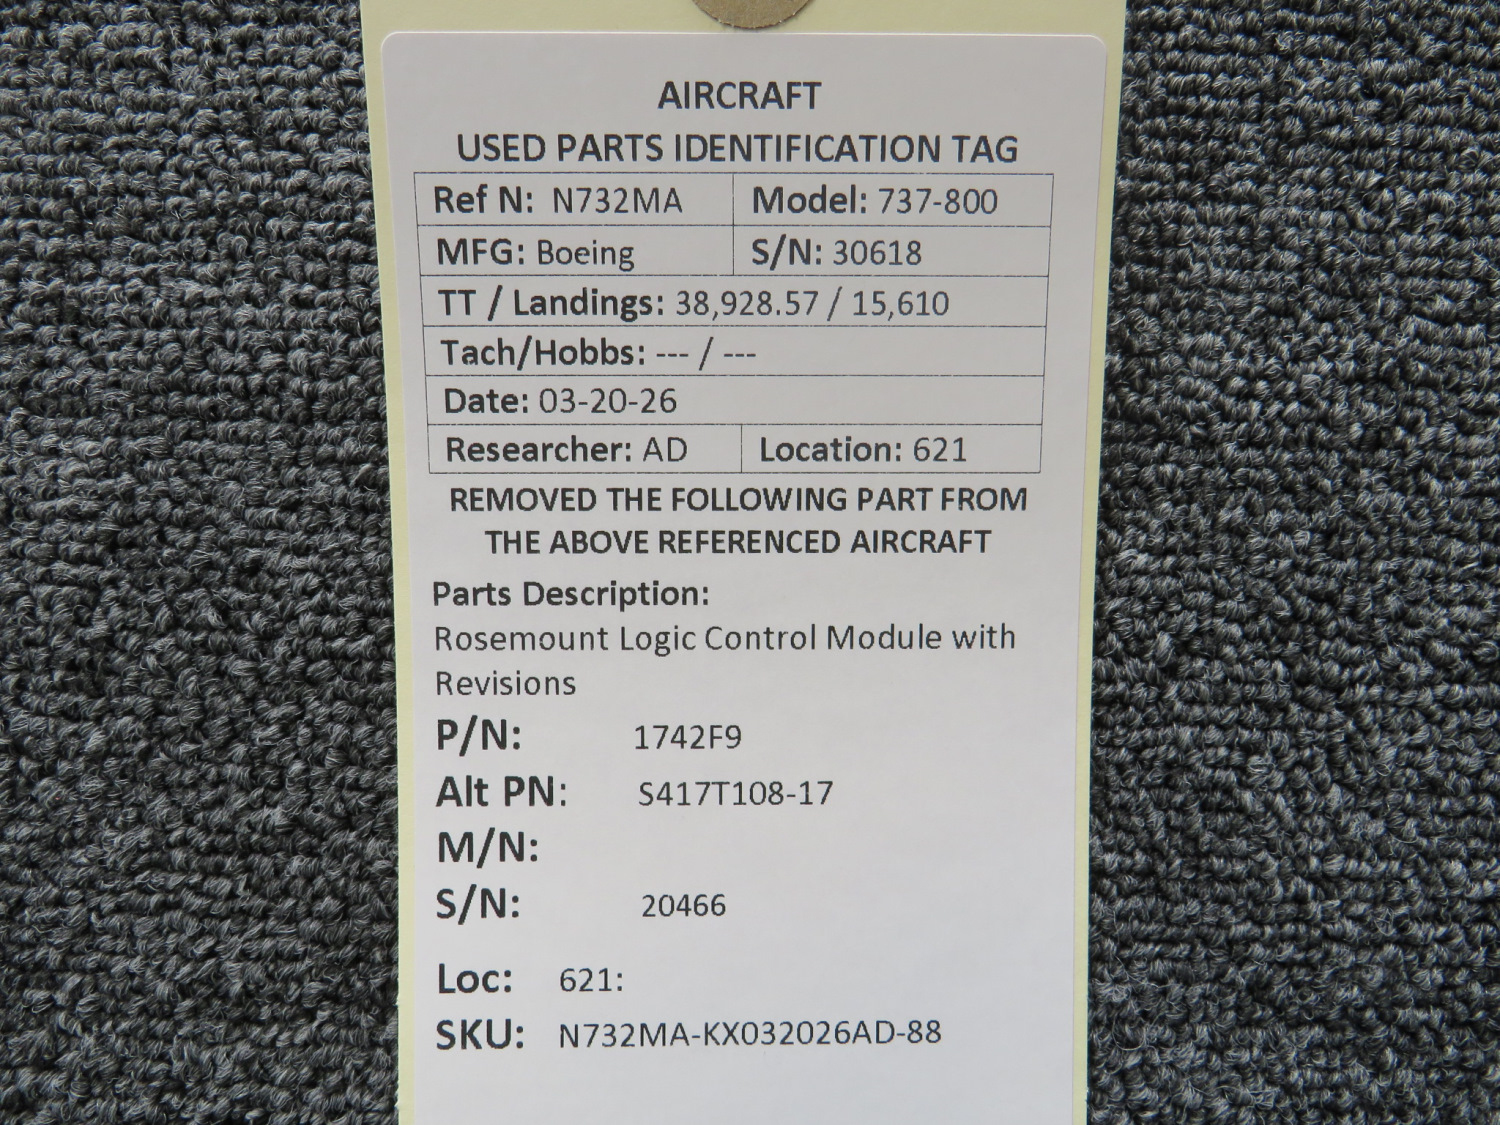 AIRCRAFT
USED PARTS IDENTIFICATION TAG
Ref N: N732MA Model: 737-800
MFG: Boeing S/N: 30618
TT / Landings: 38,928.57 / 15,610
Tach/Hobbs: --- / ---
Date: 03-20-26
Researcher: AD Location: 621
REMOVED THE FOLLOWING PART FROM
THE ABOVE REFERENCED AIRCRAFT
Parts Description:
Rosemount Logic Control Module with
Revisions
P/N: 1742F9
Alt PN: S417T108-17
M/N:
S/N: 20466
Loc: 621:
SKU: N732MA-KX032026AD-88